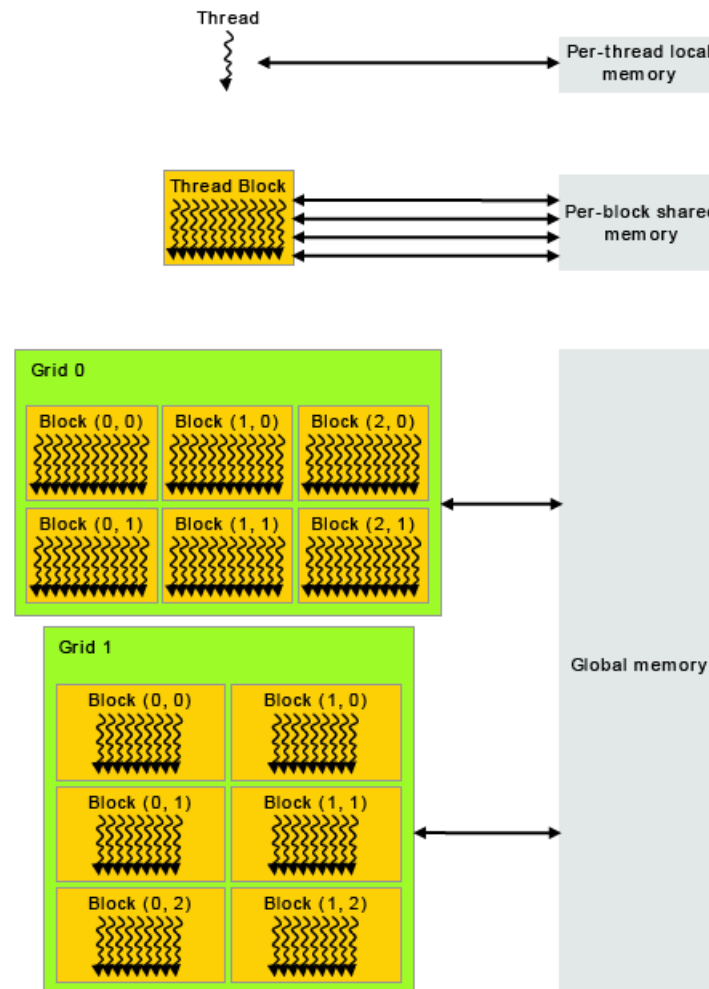 Thread
Per-thread local
memory
Thread Block
Per-block shared
memory
Grid 0
Block (0, 0) Block (1, 0) Block (2, 0)
Block (0, 1) Block (1, 1) Block (2, 1)
Grid 1
Global memory
Block (0, 0) Block (1, 0)
Block (0, 1) Block (1, 1)
Block (0, 2) Block (1, 2)